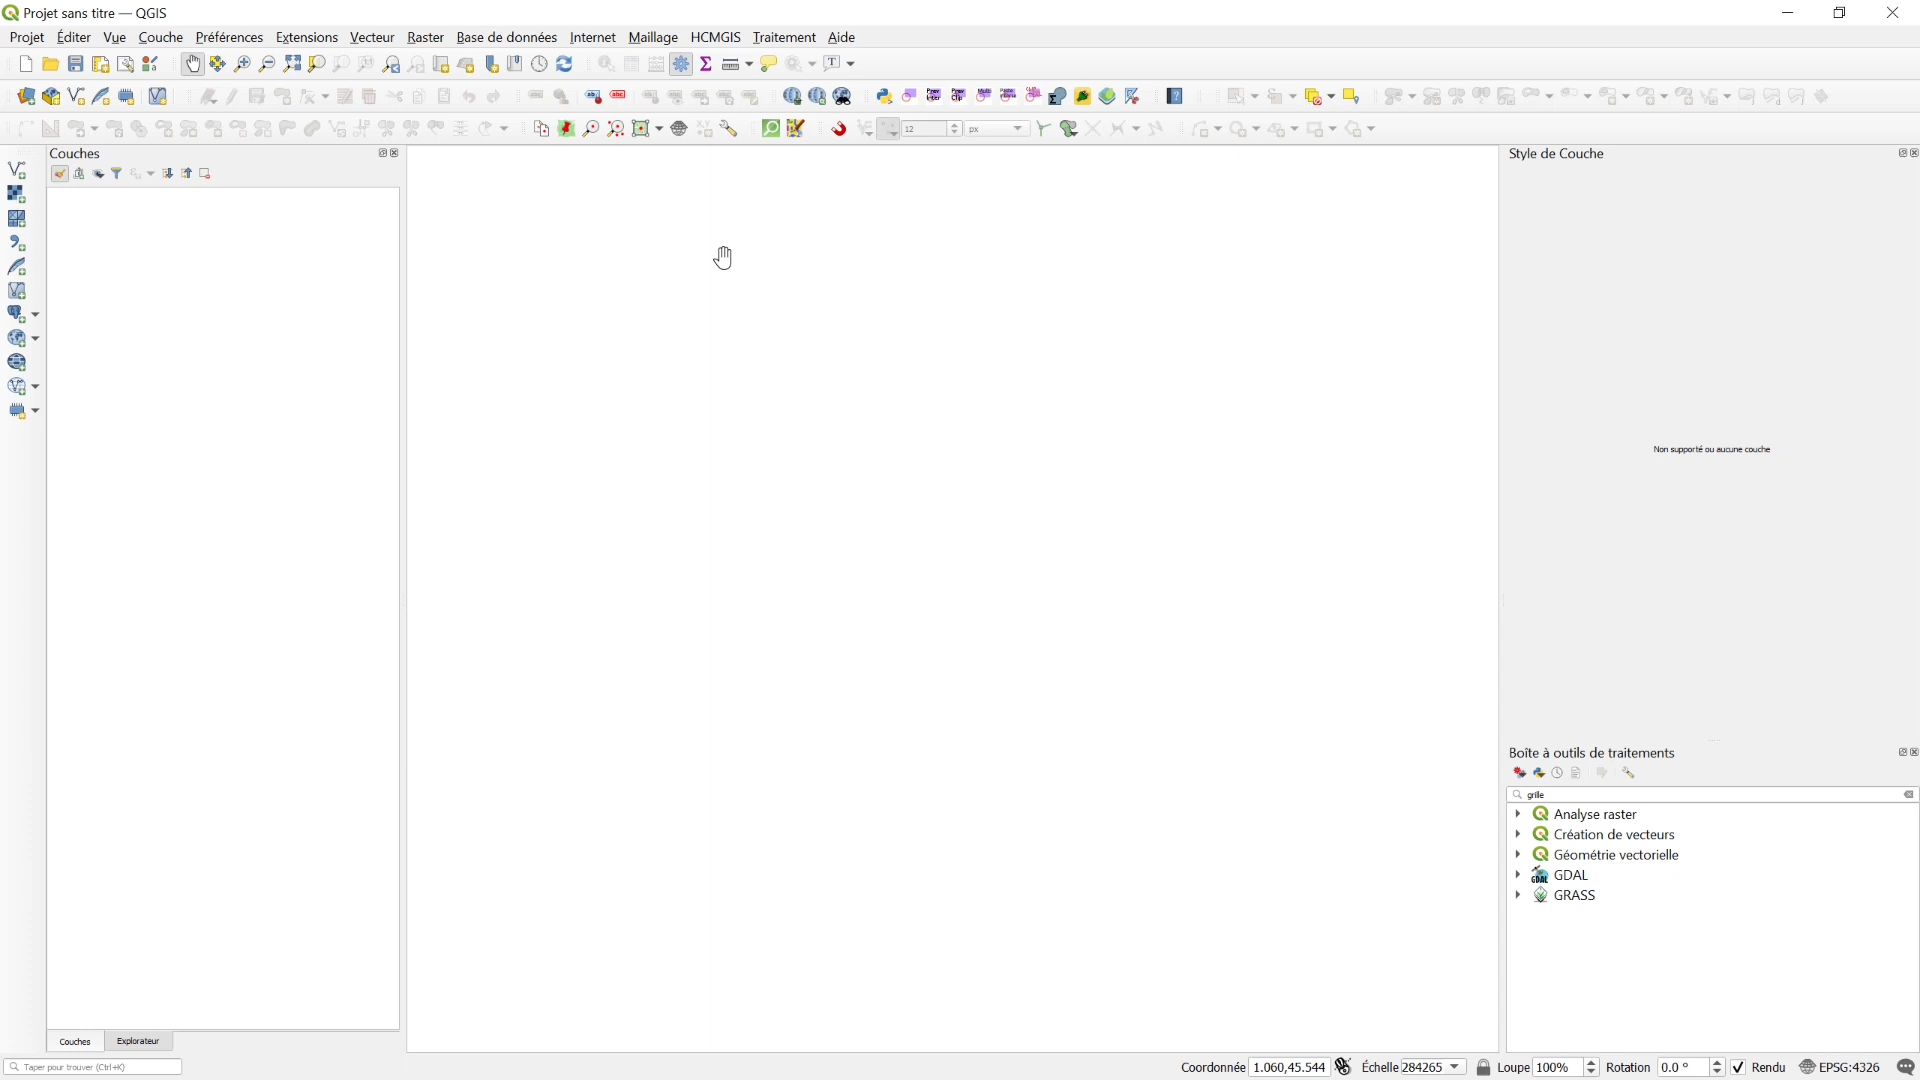 Projet sans titre — QGIS
Projet Éditer Vue Couche Préférences Extensions Vecteur Raster Base de données Internet Maillage HCMGIS Traitement Aide
12 px
Couches
Style de Couche
Non supporté ou aucune couche
Boîte à outils de traitements
grille
Analyse raster
Création de vecteurs
Géométrie vectorielle
GDAL
GRASS
Couches Explorateur
Taper pour trouver (Ctrl+K)
Coordonnée 1.060,45.544 Échelle 284265 Loupe 100% Rotation 0.0 ° Rendu EPSG:4326